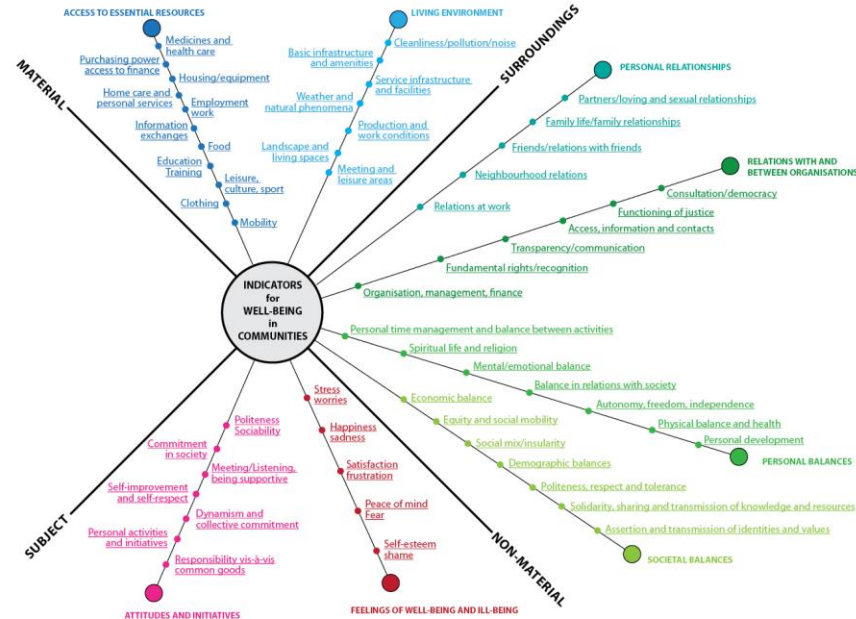 ACCESS TO ESSENTIAL RESOURCES
Medicines and
health care
Purchasing power
access to finance
Housing/equipment
Home care and
personal services
Employment
work
Information
exchanges
Food
Education
Training
Leisure,
culture, sport
Clothing
Mobility
LIVING ENVIRONMENT
Cleanliness/pollution/noise
Basic infrastructure
and amenities
Service infrastructure
and facilities
Weather and
natural phenomena
Production and
work conditions
Landscape and
living spaces
Meeting and
leisure areas
MATERIAL
SURROUNDINGS
PERSONAL RELATIONSHIPS
Partners/loving and sexual relationships
Family life/family relationships
Friends/relations with friends
Neighbourhood relations
Relations at work
RELATIONS WITH AND
BETWEEN ORGANISATIONS
Consultation/democracy
Functioning of justice
Access, information and contacts
Transparency/communication
Fundamental rights/recognition
Organisation, management, finance
INDICATORS
for
WELL-BEING
in
COMMUNITIES
Personal time management and balance between activities
Spiritual life and religion
Mental/emotional balance
Balance in relations with society
Autonomy, freedom, independence
Physical balance and health
Personal development
PERSONAL BALANCES
Economic balance
Equity and social mobility
Social mix/insularity
Demographic balances
Politeness, respect and tolerance
Solidarity, sharing and transmission of knowledge and resources
Assertion and transmission of identities and values
SOCIETAL BALANCES
NON-MATERIAL
Stress
worries
Happiness
sadness
Satisfaction
frustration
Peace of mind
Fear
Self-esteem
shame
FEELINGS OF WELL-BEING AND ILL-BEING
Politeness
Sociability
Commitment
in society
Meeting/Listening,
being supportive
Self-improvement
and self-respect
Dynamism and
collective commitment
Personal activities
and initiatives
Responsibility vis-à-vis
common goods
ATTITUDES AND INITIATIVES
SUBJECT